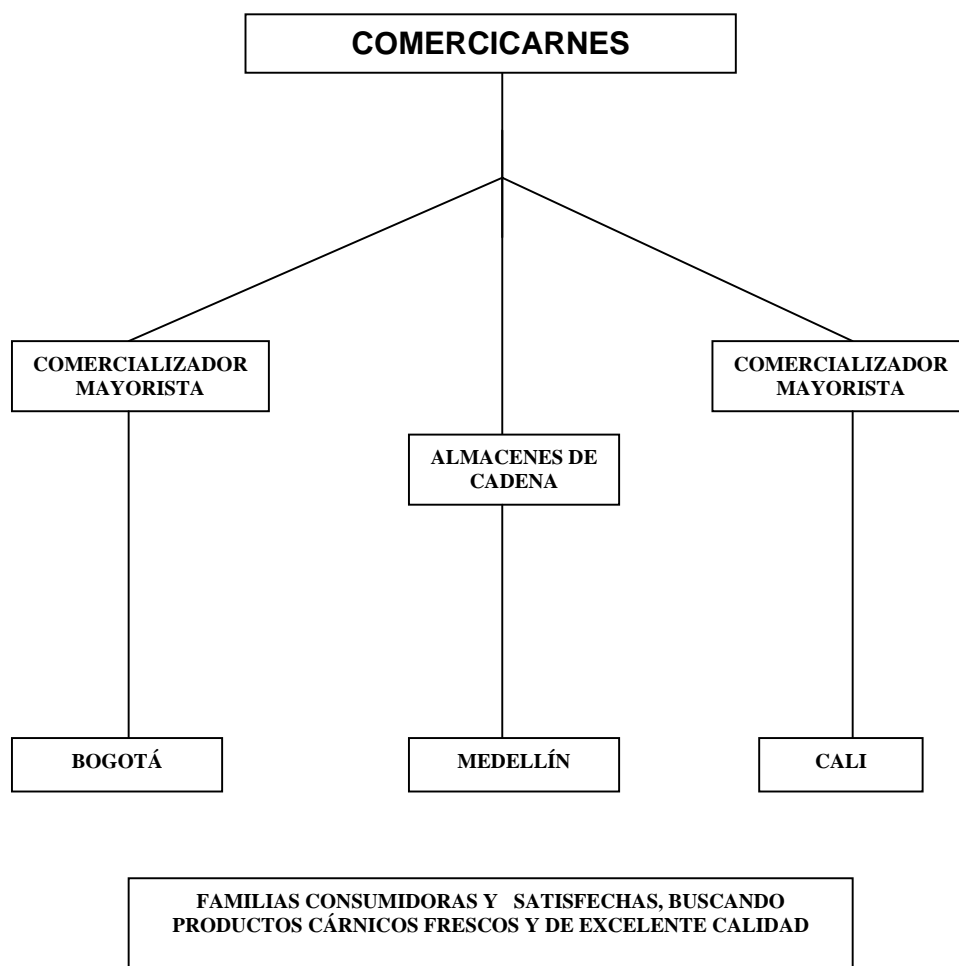 COMERCICARNES
COMERCIALIZADOR
MAYORISTA
COMERCIALIZADOR
MAYORISTA
ALMACENES DE
CADENA
BOGOTÁ
MEDELLÍN
CALI
FAMILIAS CONSUMIDORAS Y SATISFECHAS, BUSCANDO
PRODUCTOS CÁRNICOS FRESCOS Y DE EXCELENTE CALIDAD